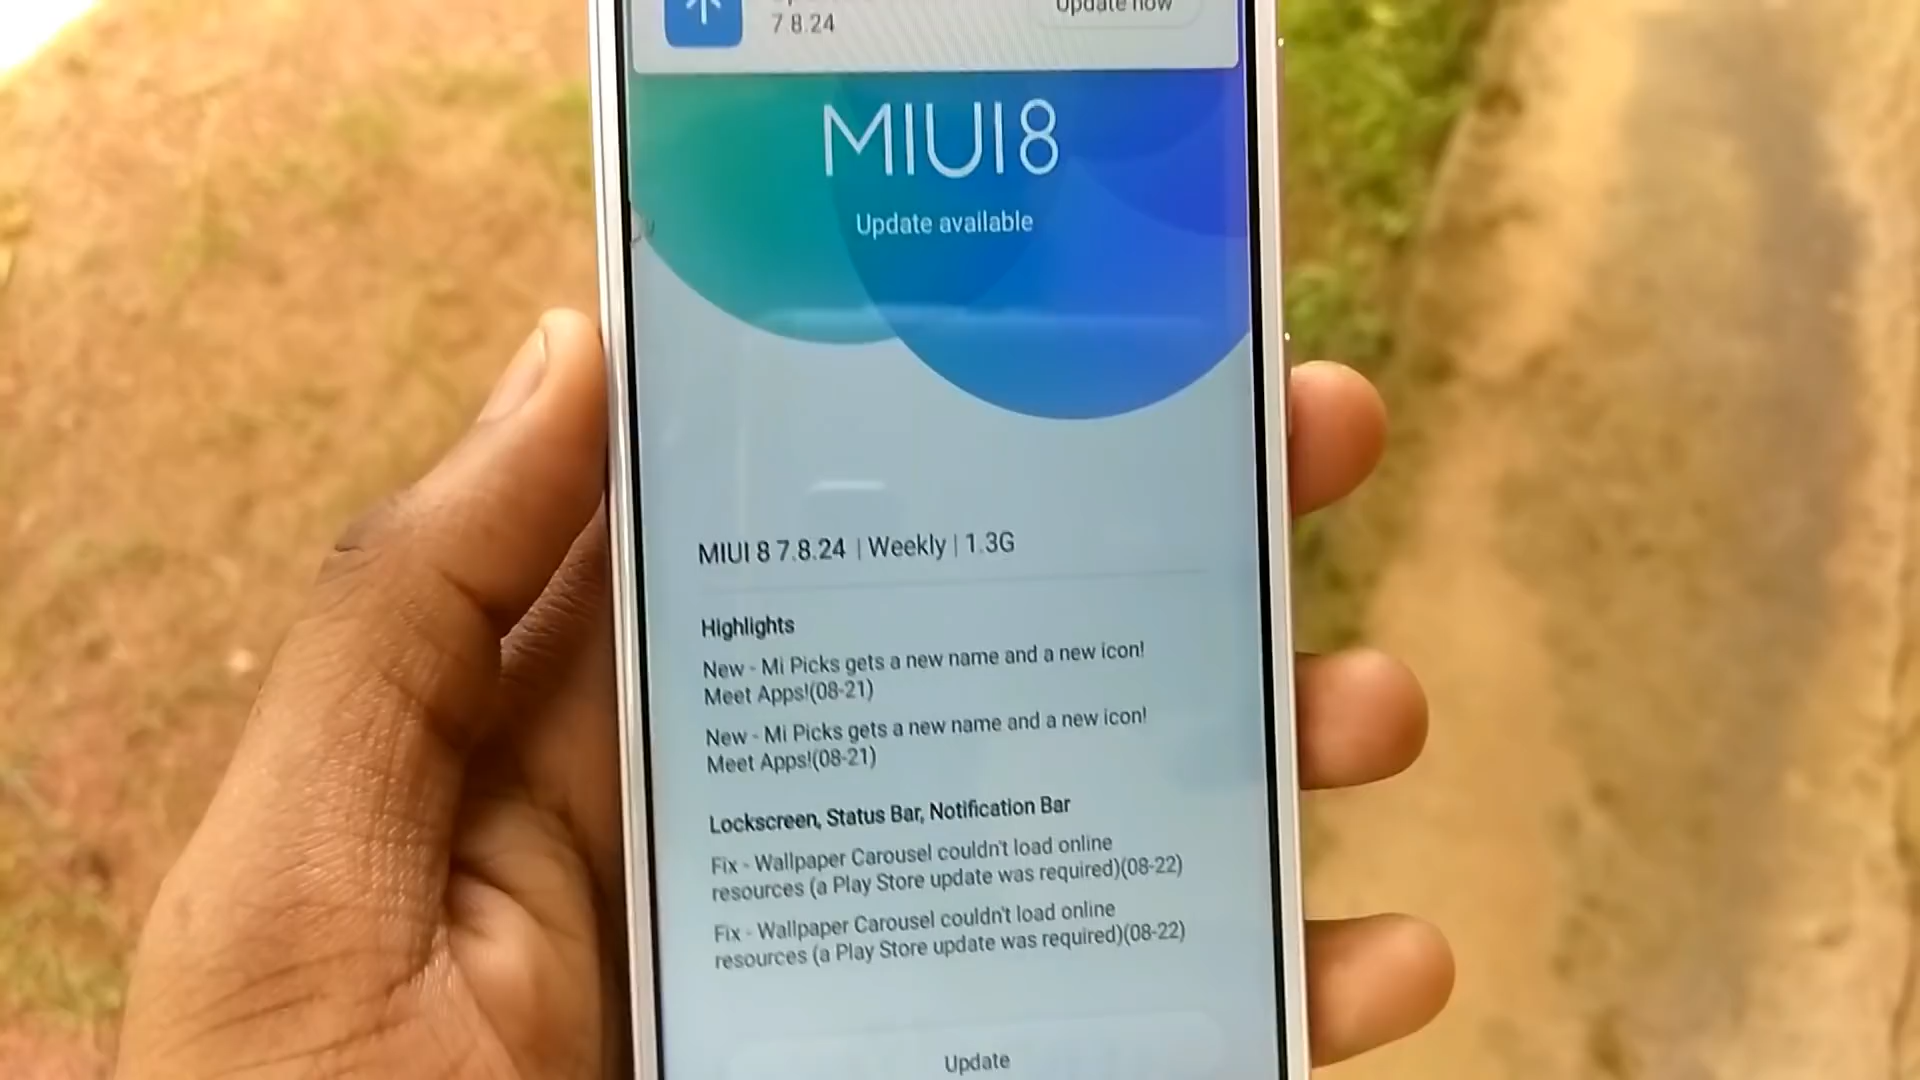 7 8.24
Update now
MIUI 8
Update available
MIUI 8 7.8.24 | Weekly | 1.3G
Highlights
New - Mi Picks gets a new name and a new icon!
Meet Apps!(08-21)
New - Mi Picks gets a new name and a new icon!
Meet Apps!(08-21)
Lockscreen, Status Bar, Notification Bar
Fix - Wallpaper Carousel couldn't load online
resources (a Play Store update was required)(08-22)
Fix - Wallpaper Carousel couldn't load online
resources (a Play Store update was required)(08-22)
Update